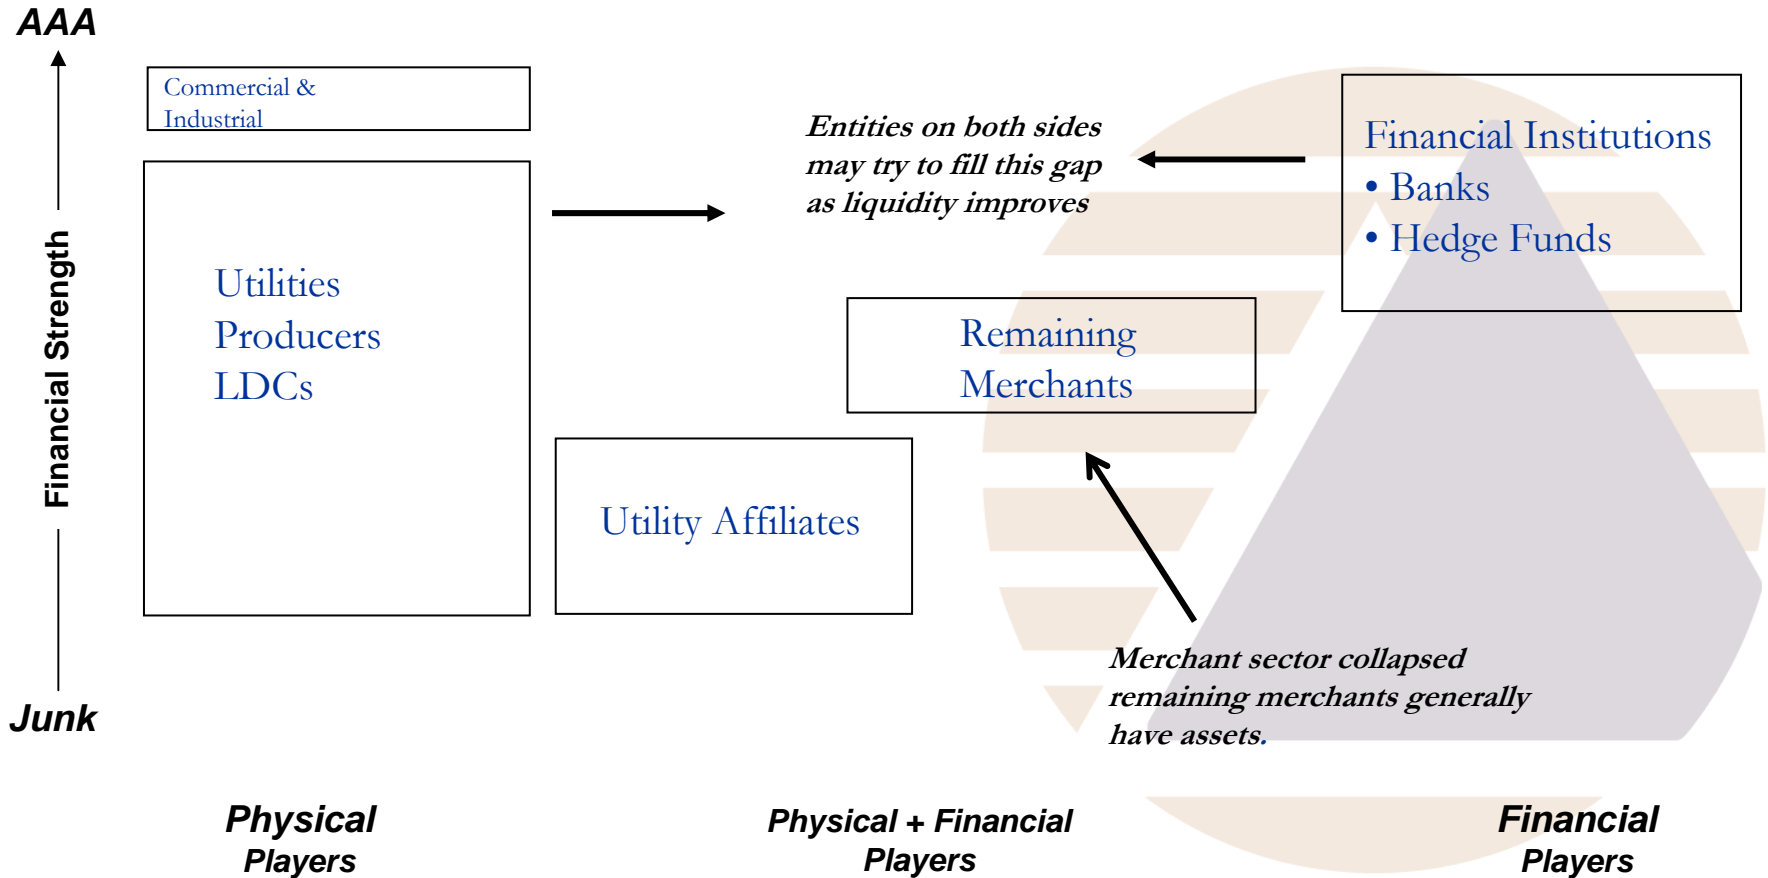 AAA
Financial Strength
Junk
Commercial &
Industrial
Utilities
Producers
LDCs
Utility Affiliates
Entities on both sides
may try to fill this gap
as liquidity improves
Remaining
Merchants
Financial Institutions
• Banks
• Hedge Funds
Merchant sector collapsed
remaining merchants generally
have assets.
Physical
Players
Physical + Financial
Players
Financial
Players